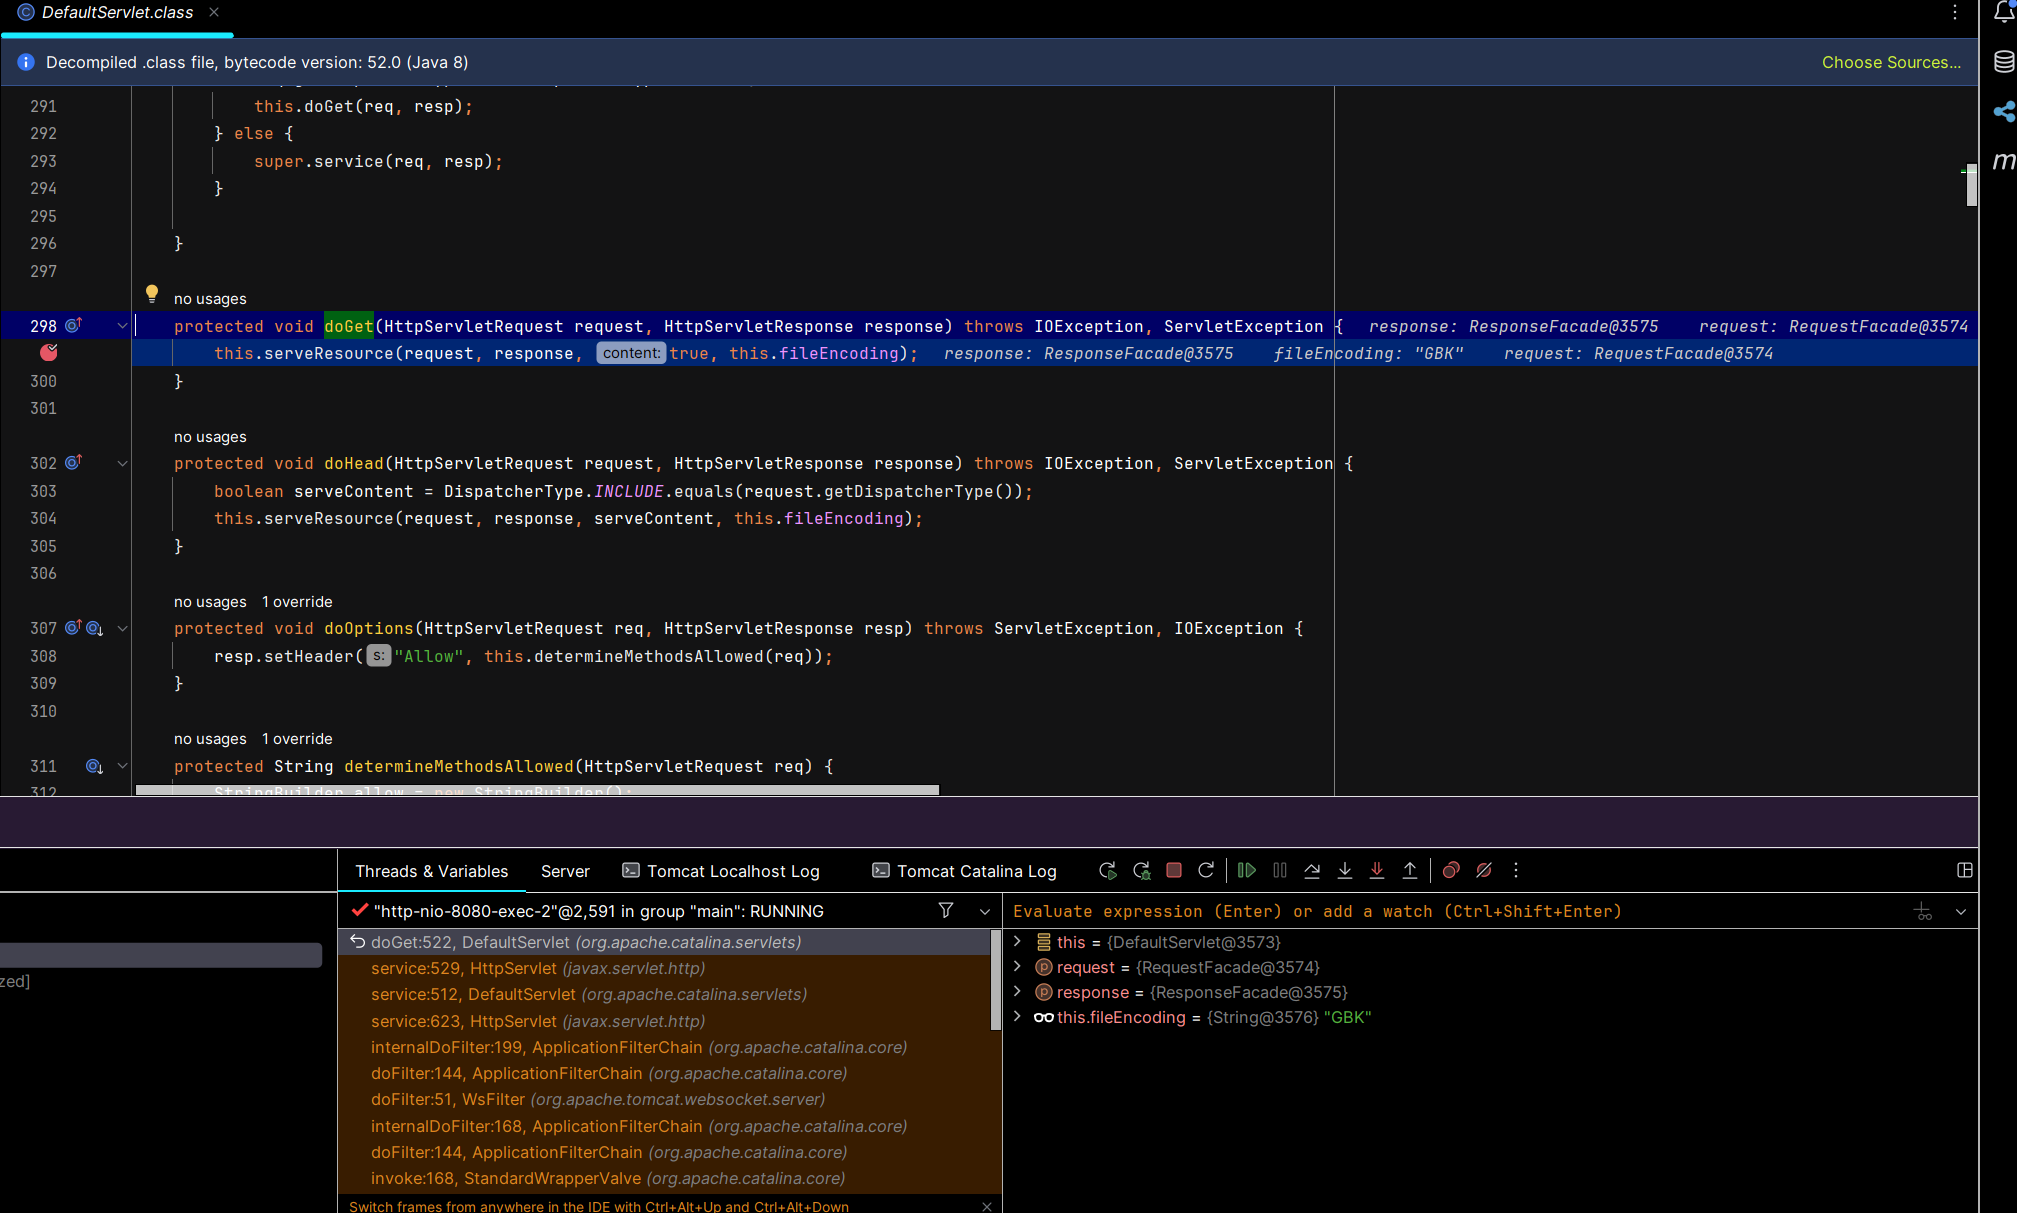 DefaultServlet.class
Decompiled .class file, bytecode version: 52.0 (Java 8)
Choose Sources...
291 this.doGet(req, resp);
292 } else {
293 super.service(req, resp);
294 }
295
296 }
297
no usages
298 protected void doGet(HttpServletRequest request, HttpServletResponse response) throws IOException, ServletException { response: ResponseFacade@3575 request: RequestFacade@3574
this.serveResource(request, response, content: true, this.fileEncoding); response: ResponseFacade@3575 fileEncoding: "GBK" request: RequestFacade@3574
300 }
301
no usages
302 protected void doHead(HttpServletRequest request, HttpServletResponse response) throws IOException, ServletException {
303 boolean serveContent = DispatcherType.INCLUDE.equals(request.getDispatcherType());
304 this.serveResource(request, response, serveContent, this.fileEncoding);
305 }
306
no usages 1 override
307 protected void doOptions(HttpServletRequest req, HttpServletResponse resp) throws ServletException, IOException {
308 resp.setHeader( s: "Allow", this.determineMethodsAllowed(req));
309 }
310
no usages 1 override
311 protected String determineMethodsAllowed(HttpServletRequest req) {
312 StringBuilder allow = new StringBuilder();
m
zed]
Threads & Variables Server Tomcat Localhost Log Tomcat Catalina Log
"http-nio-8080-exec-2"@2,591 in group "main": RUNNING
doGet:522, DefaultServlet (org.apache.catalina.servlets)
service:529, HttpServlet (javax.servlet.http)
service:512, DefaultServlet (org.apache.catalina.servlets)
service:623, HttpServlet (javax.servlet.http)
internalDoFilter:199, ApplicationFilterChain (org.apache.catalina.core)
doFilter:144, ApplicationFilterChain (org.apache.catalina.core)
doFilter:51, WsFilter (org.apache.tomcat.websocket.server)
internalDoFilter:168, ApplicationFilterChain (org.apache.catalina.core)
doFilter:144, ApplicationFilterChain (org.apache.catalina.core)
invoke:168, StandardWrapperValve (org.apache.catalina.core)
Switch frames from anywhere in the IDE with Ctrl+Alt+Up and Ctrl+Alt+Down
Evaluate expression (Enter) or add a watch (Ctrl+Shift+Enter)
this = {DefaultServlet@3573}
request = {RequestFacade@3574}
response = {ResponseFacade@3575}
this.fileEncoding = {String@3576} "GBK"